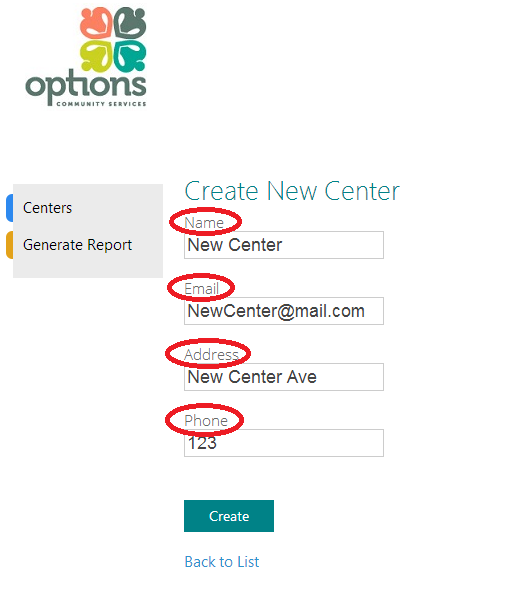 options
COMMUNITY SERVICES
Centers
Generate Report
Create New Center
Name
New Center
Email
NewCenter@mail.com
Address
New Center Ave
Phone
123
Create
Back to List